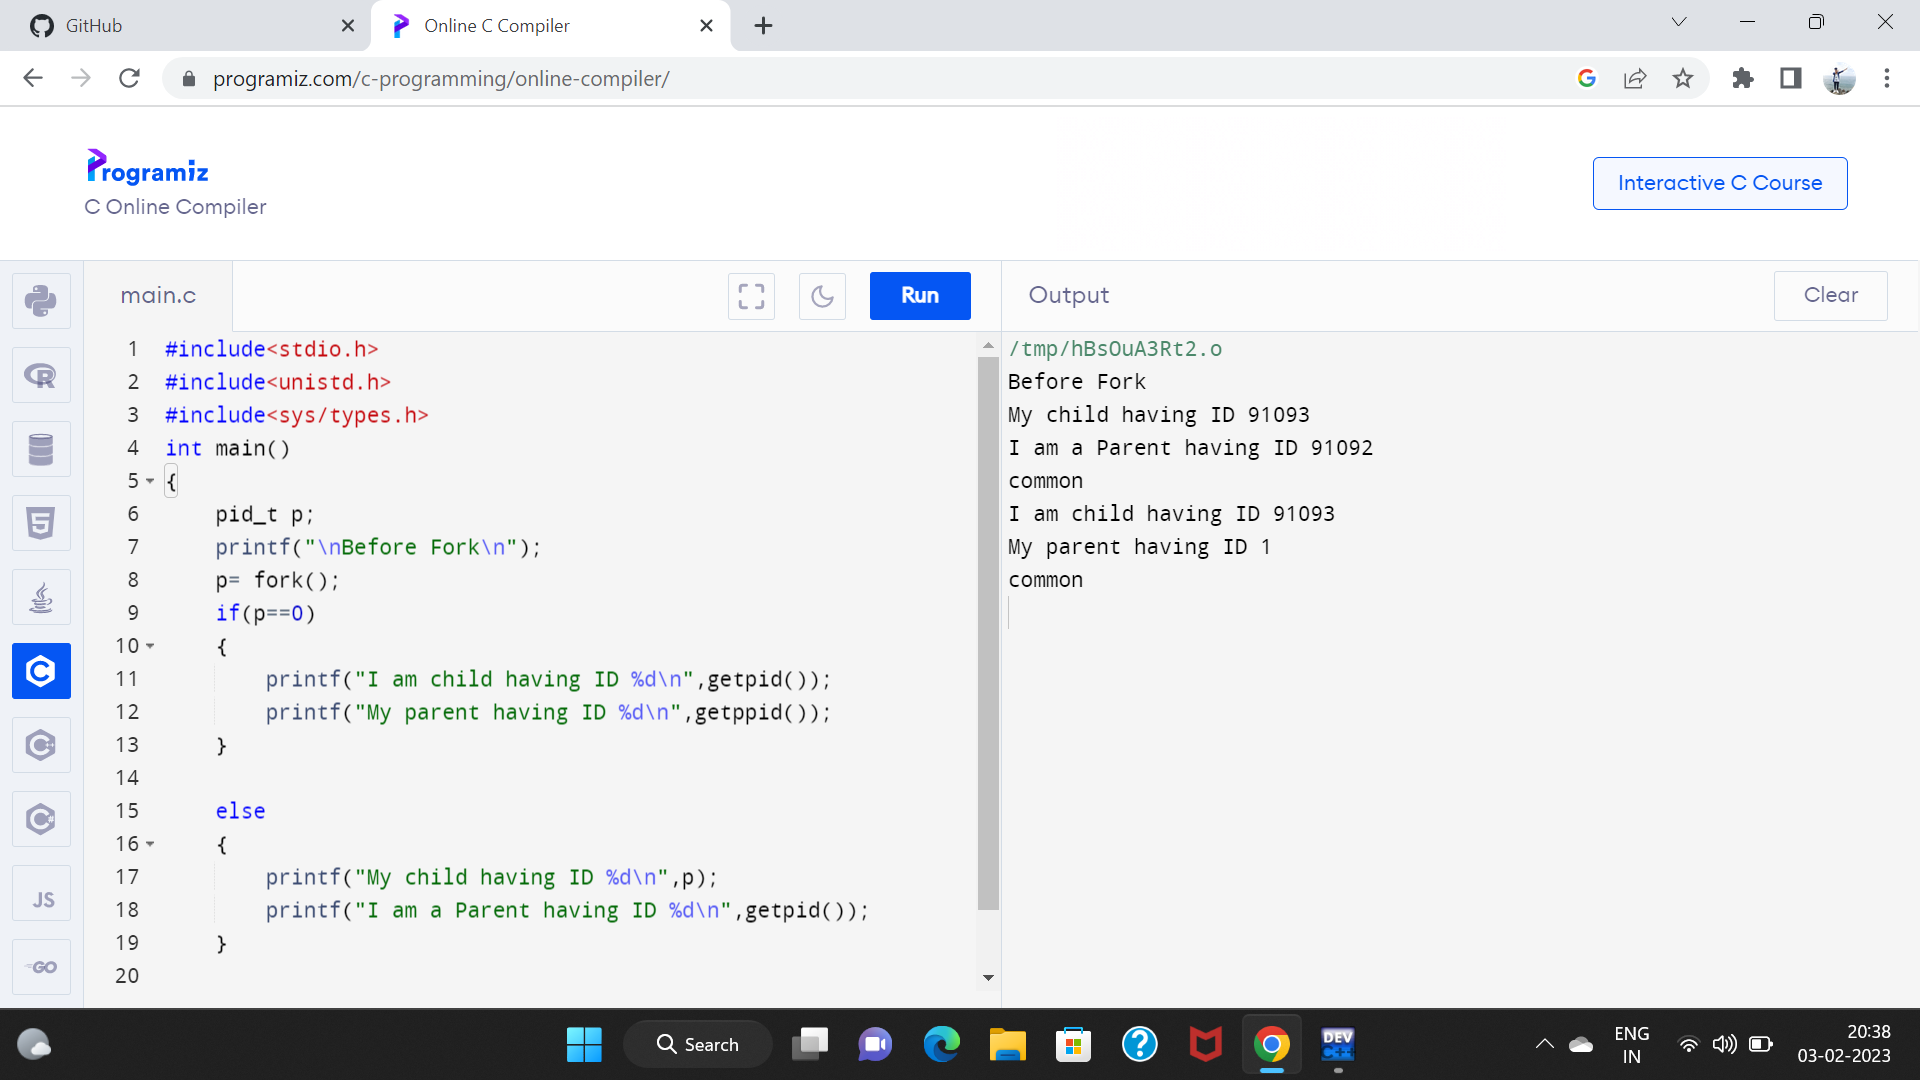 GitHub
Online C Compiler
programiz.com/c-programming/online-compiler/
Programiz
C Online Compiler
Interactive C Course
main.c
Run
Output
Clear
1 #include<stdio.h>
2 #include<unistd.h>
3 #include<sys/types.h>
4 int main()
5 {
6 pid_t p;
7 printf("\nBefore Fork\n");
8 p= fork();
9 if(p==0)
10 {
11 printf("I am child having ID %d\n",getpid());
12 printf("My parent having ID %d\n",getppid());
13 }
14
15 else
16 {
17 printf("My child having ID %d\n",p);
18 printf("I am a Parent having ID %d\n",getpid());
19 }
20
/tmp/hBsOuA3Rt2.o
Before Fork
My child having ID 91093
I am a Parent having ID 91092
common
I am child having ID 91093
My parent having ID 1
common
R
5
C
C
C
JS
GO
Search
DEV
C++
ENG
IN
20:38
03-02-2023